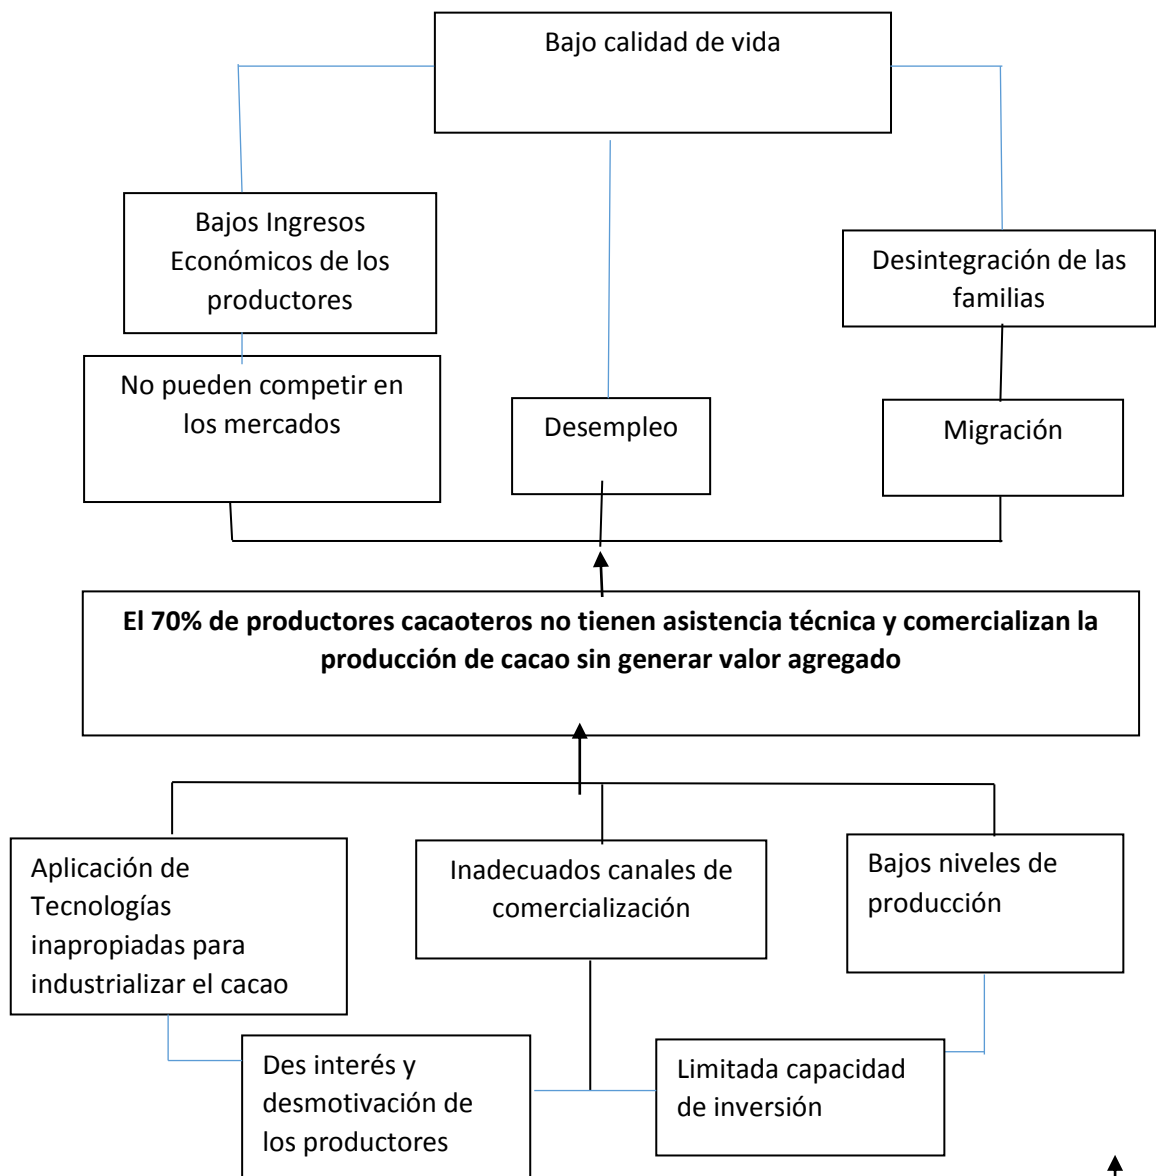 Bajo calidad de vida
Bajos Ingresos
Económicos de los
productores
Desintegración de las
familias
No pueden competir en
los mercados
Desempleo
Migración
El 70% de productores cacaoteros no tienen asistencia técnica y comercializan la
producción de cacao sin generar valor agregado
Aplicación de
Tecnologías
inapropiadas para
industrializar el cacao
Inadecuados canales de
comercialización
Bajos niveles de
producción
Des interés y
desmotivación de
los productores
Limitada capacidad
de inversión